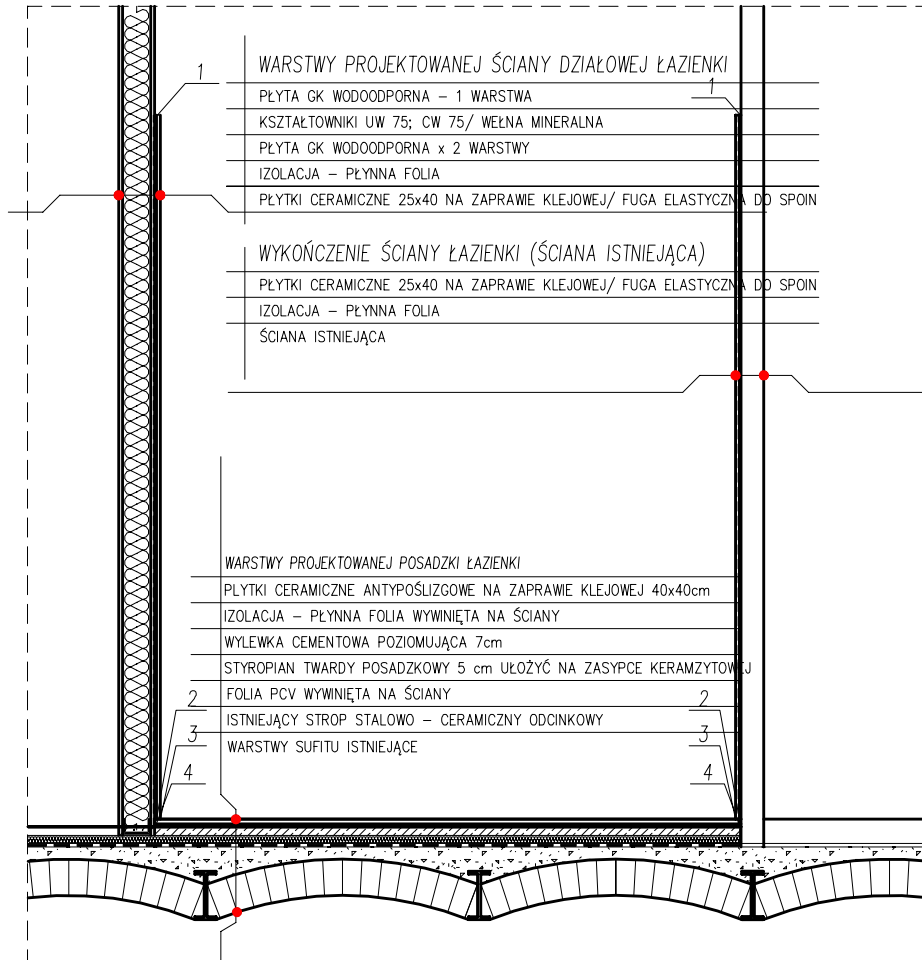 WARSTWY PROJEKTOWANEJ ŚCIANY DZIAŁOWEJ ŁAZIENKI
1
1
PŁYTA GK WODOODPORNA – 1 WARSTWA
KSZTAŁTOWNIKI UW 75; CW 75/ WEŁNA MINERALNA
PŁYTA GK WODOODPORNA x 2 WARSTWY
IZOLACJA – PŁYNNA FOLIA
PŁYTKI CERAMICZNE 25x40 NA ZAPRAWIE KLEJOWEJ/ FUGA ELASTYCZNA DO SPOIN
WYKOŃCZENIE ŚCIANY ŁAZIENKI (ŚCIANA ISTNIEJĄCA)
PŁYTKI CERAMICZNE 25x40 NA ZAPRAWIE KLEJOWEJ/ FUGA ELASTYCZNA DO SPOIN
IZOLACJA – PŁYNNA FOLIA
ŚCIANA ISTNIEJĄCA
WARSTWY PROJEKTOWANEJ POSADZKI ŁAZIENKI
PLYTKI CERAMICZNE ANTYPOŚLIZGOWE NA ZAPRAWIE KLEJOWEJ 40x40cm
IZOLACJA – PŁYNNA FOLIA WYWINIĘTA NA ŚCIANY
WYLEWKA CEMENTOWA POZIOMUJĄCA 7cm
STYROPIAN TWARDY POSADZKOWY 5 cm UŁOŻYĆ NA ZASYPCE KERAMZYTOWEJ
FOLIA PCV WYWINIĘTA NA ŚCIANY
2
2
ISTNIEJĄCY STROP STALOWO – CERAMICZNY ODCINKOWY
3
3
WARSTWY SUFITU ISTNIEJĄCE
4
4